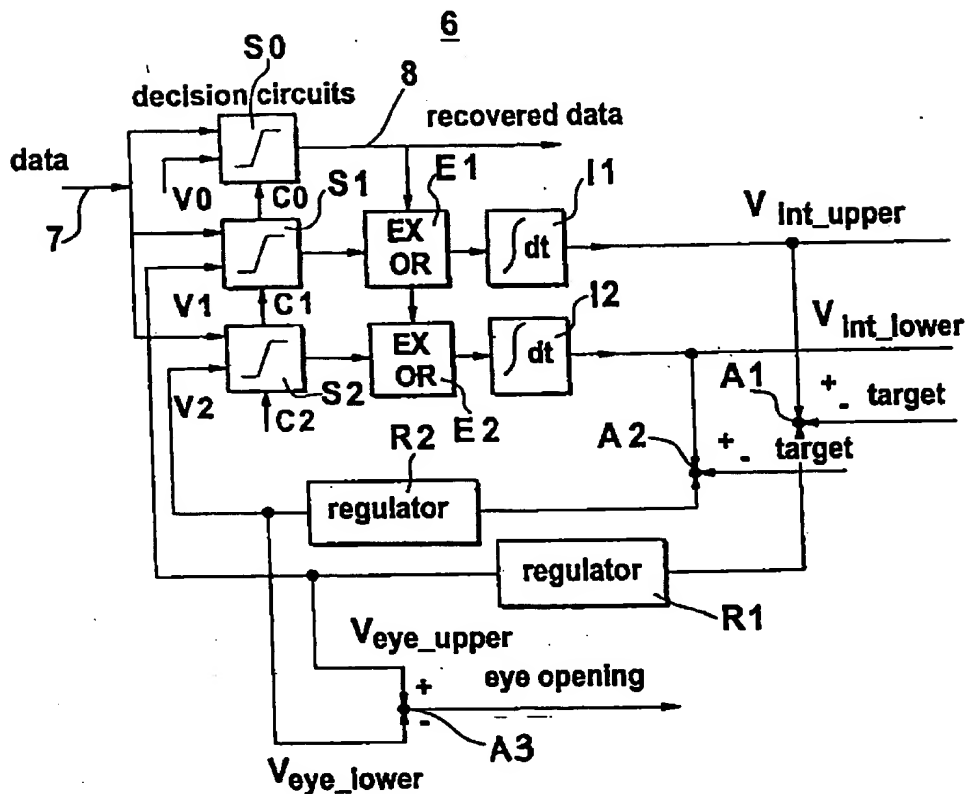 6
S0
decision circuits
8
recovered data
data
7
V0
C0
S1
E1
I1
EX
OR
∫dt
V int_upper
V1
C1
I2
V int_lower
EX
OR
∫dt
V2
S2
C2
E2
A1
+
-
target
R2
A2
+
-
target
regulator
regulator
R1
Veye_upper
+
eye opening
-
A3
Veye_lower